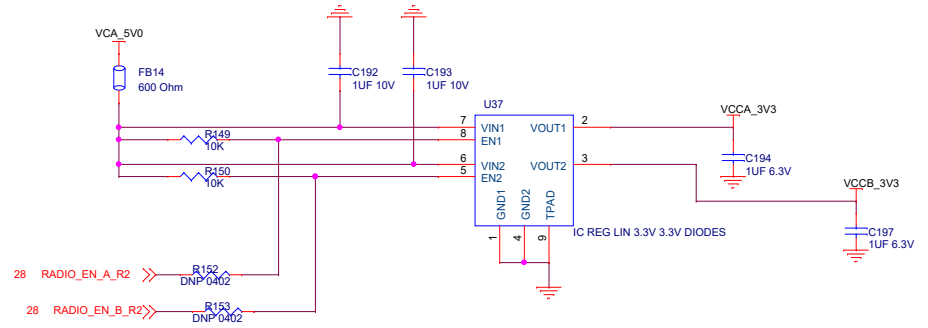 VCA_5V0
FB14
600 Ohm
C192
1UF 10V
C193
1UF 10V
U37
R149
10K
R150
10K
7
8
6
5
VIN1
EN1
VIN2
EN2
VOUT1
VOUT2
2
3
GND1
GND2
TPAD
1
4
9
IC REG LIN 3.3V 3.3V DIODES
VCCA_3V3
C194
1UF 6.3V
VCCB_3V3
C197
1UF 6.3V
28 RADIO_EN_A_R2
R152
DNP 0402
28 RADIO_EN_B_R2
R153
DNP 0402